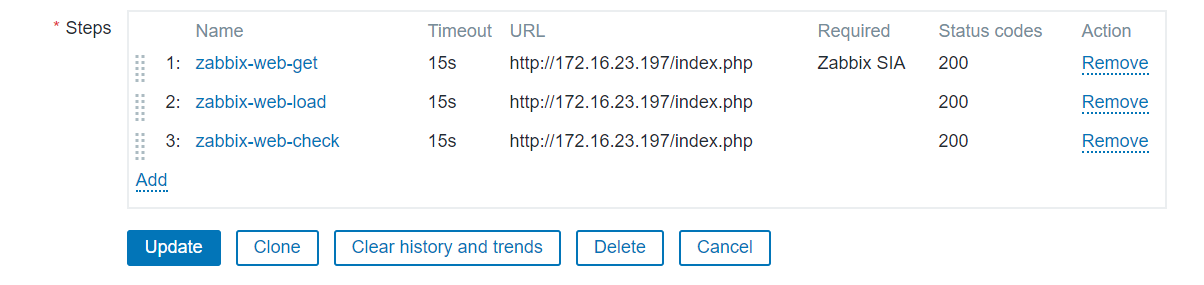 * Steps
Name Timeout URL Required Status codes Action
1: zabbix-web-get 15s http://172.16.23.197/index.php Zabbix SIA 200 Remove
2: zabbix-web-load 15s http://172.16.23.197/index.php 200 Remove
3: zabbix-web-check 15s http://172.16.23.197/index.php 200 Remove
Add
Update Clone Clear history and trends Delete Cancel